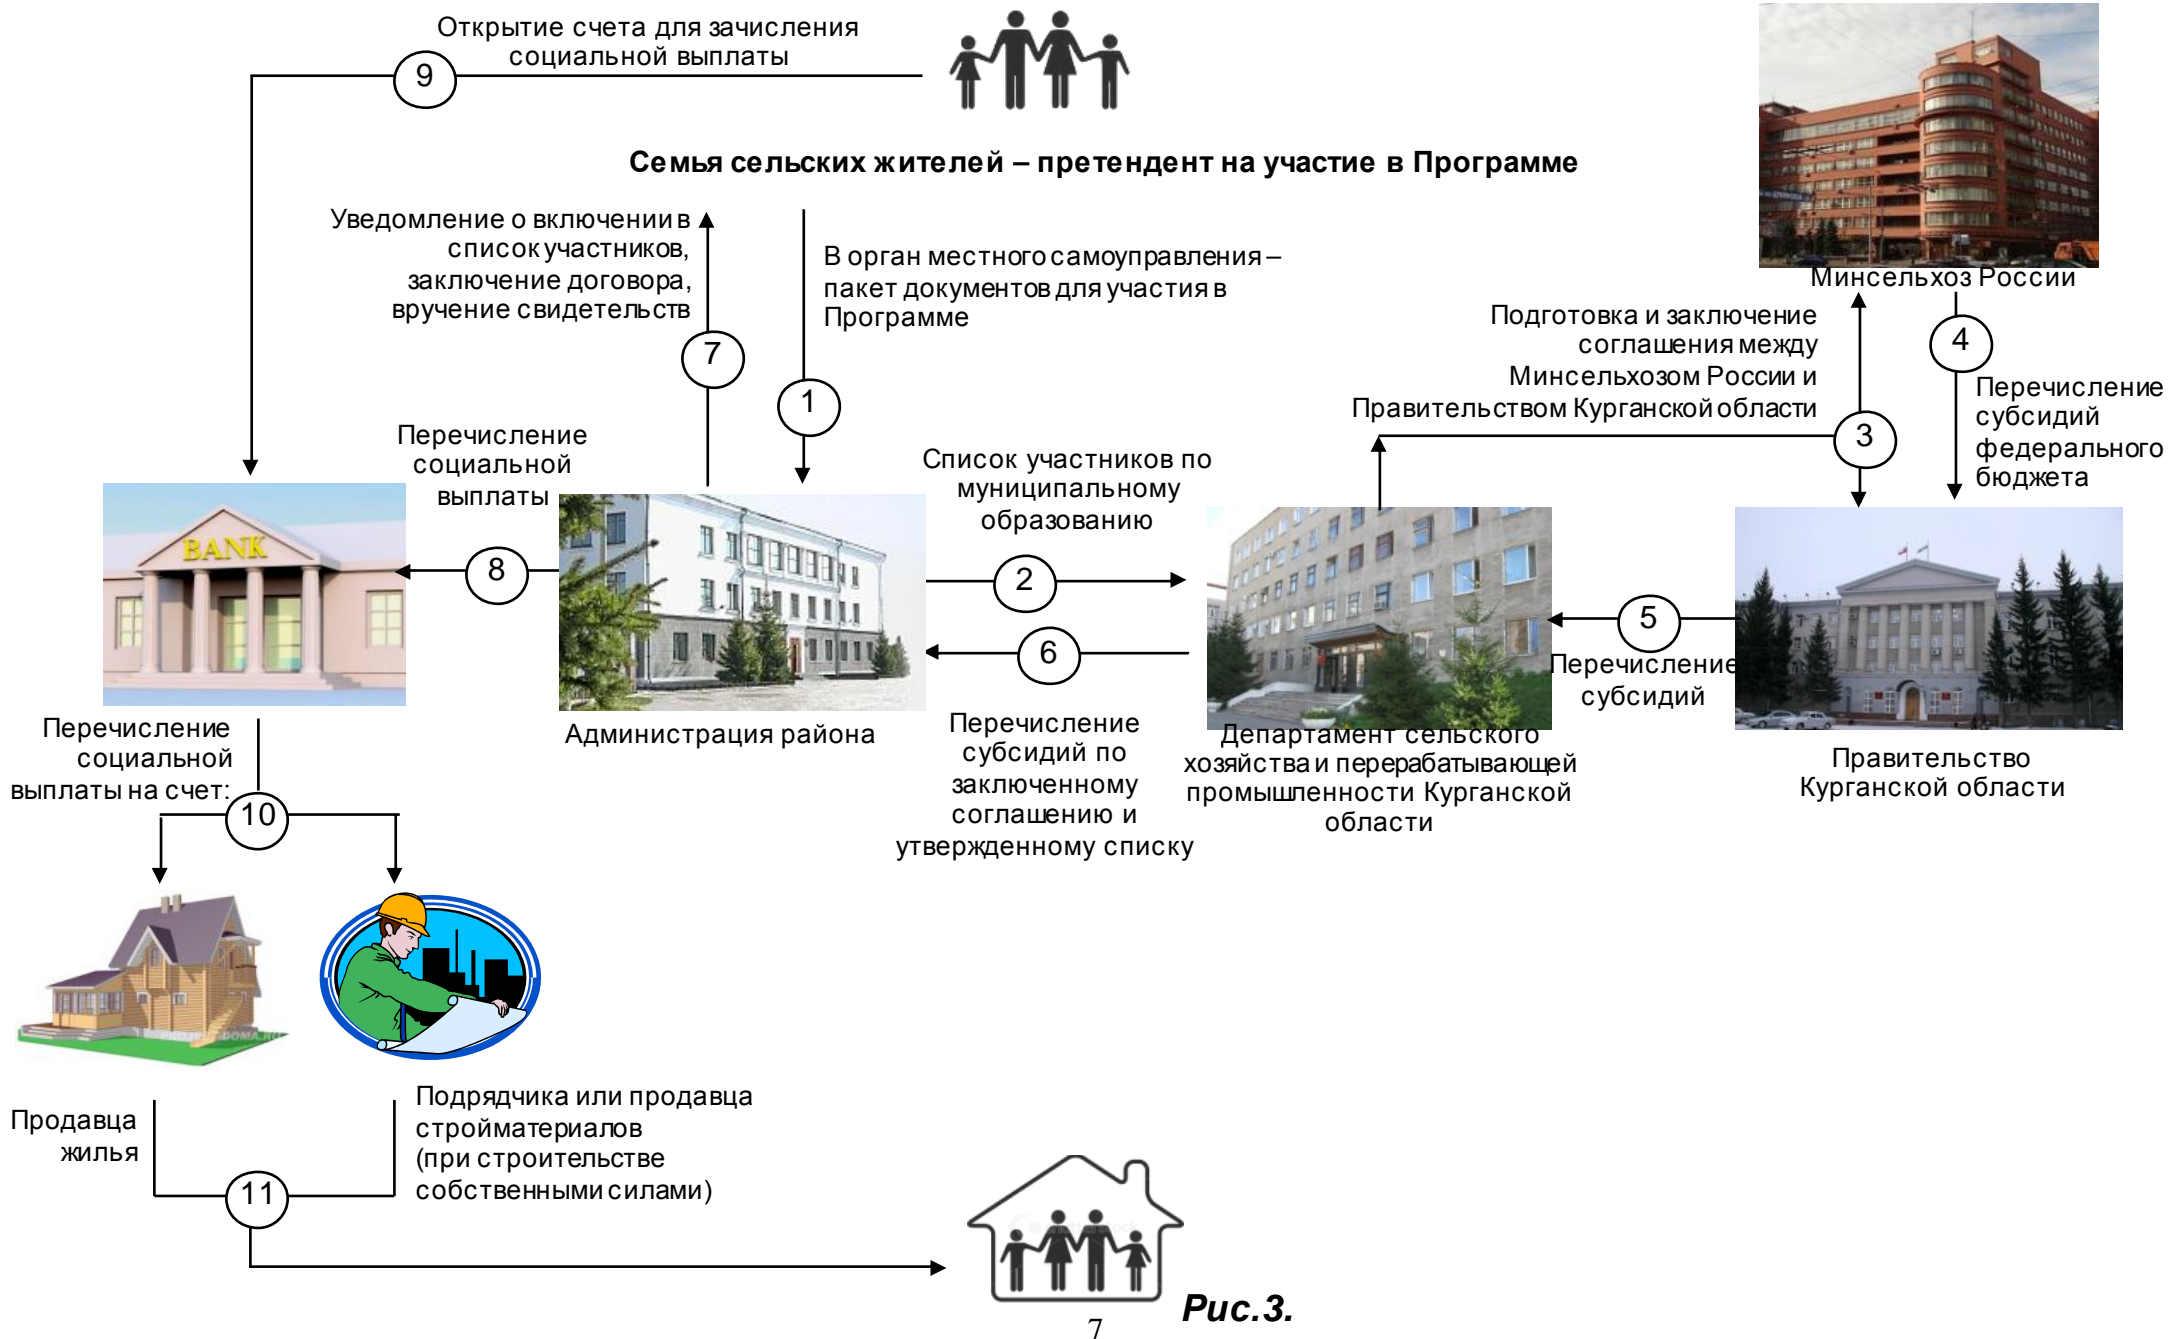 Открытие счета для зачисления
социальной выплаты
9
Семья сельских жителей – претендент на участие в Программе
Уведомление о включении в
список участников,
заключение договора,
вручение свидетельств
7
В орган местного самоуправления –
пакет документов для участия в
Программе
1
Минсельхоз России
Подготовка и заключение
соглашения между
Минсельхозом России и
Правительством Курганской области
3
4
Перечисление
субсидий
федерального
бюджета
Перечисление
социальной
выплаты
8
BANK
Список участников по
муниципальному
образованию
2
6
5
Перечисление
субсидий
Администрация района
Перечисление
субсидий по
заключенному
соглашению и
утвержденному списку
Департамент сельского
хозяйства и перерабатывающей
промышленности Курганской
области
Правительство
Курганской области
Перечисление
социальной
выплаты на счет:
10
Продавца
жилья
Подрядчика или продавца
стройматериалов
(при строительстве
собственными силами)
11
Рис.3.
7